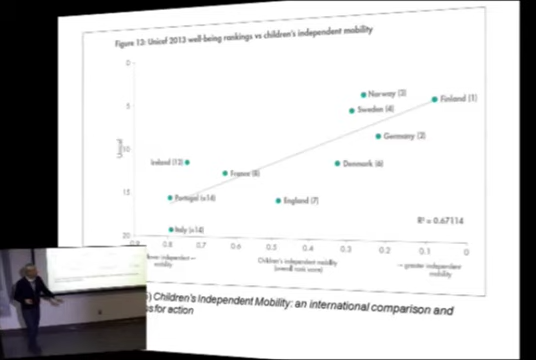 Figure 13: Unicef 2013 well-being rankings vs children's independent mobility
0
Norway (3)
Finland (1)
5
Sweden (4)
Germany (2)
Unicef
10
Ireland (12)
France (8)
Denmark (6)
15
Portugal (=14)
England (7)
R² = 0.67114
20
Italy (=14)
0.8 0.7 0.6 0.5 0.4 0.3 0.2 0.1 0
mobility
Children's independent mobility
(overall rank score)
— greater independent
mobility
) Children's Independent Mobility: an international comparison and
for action